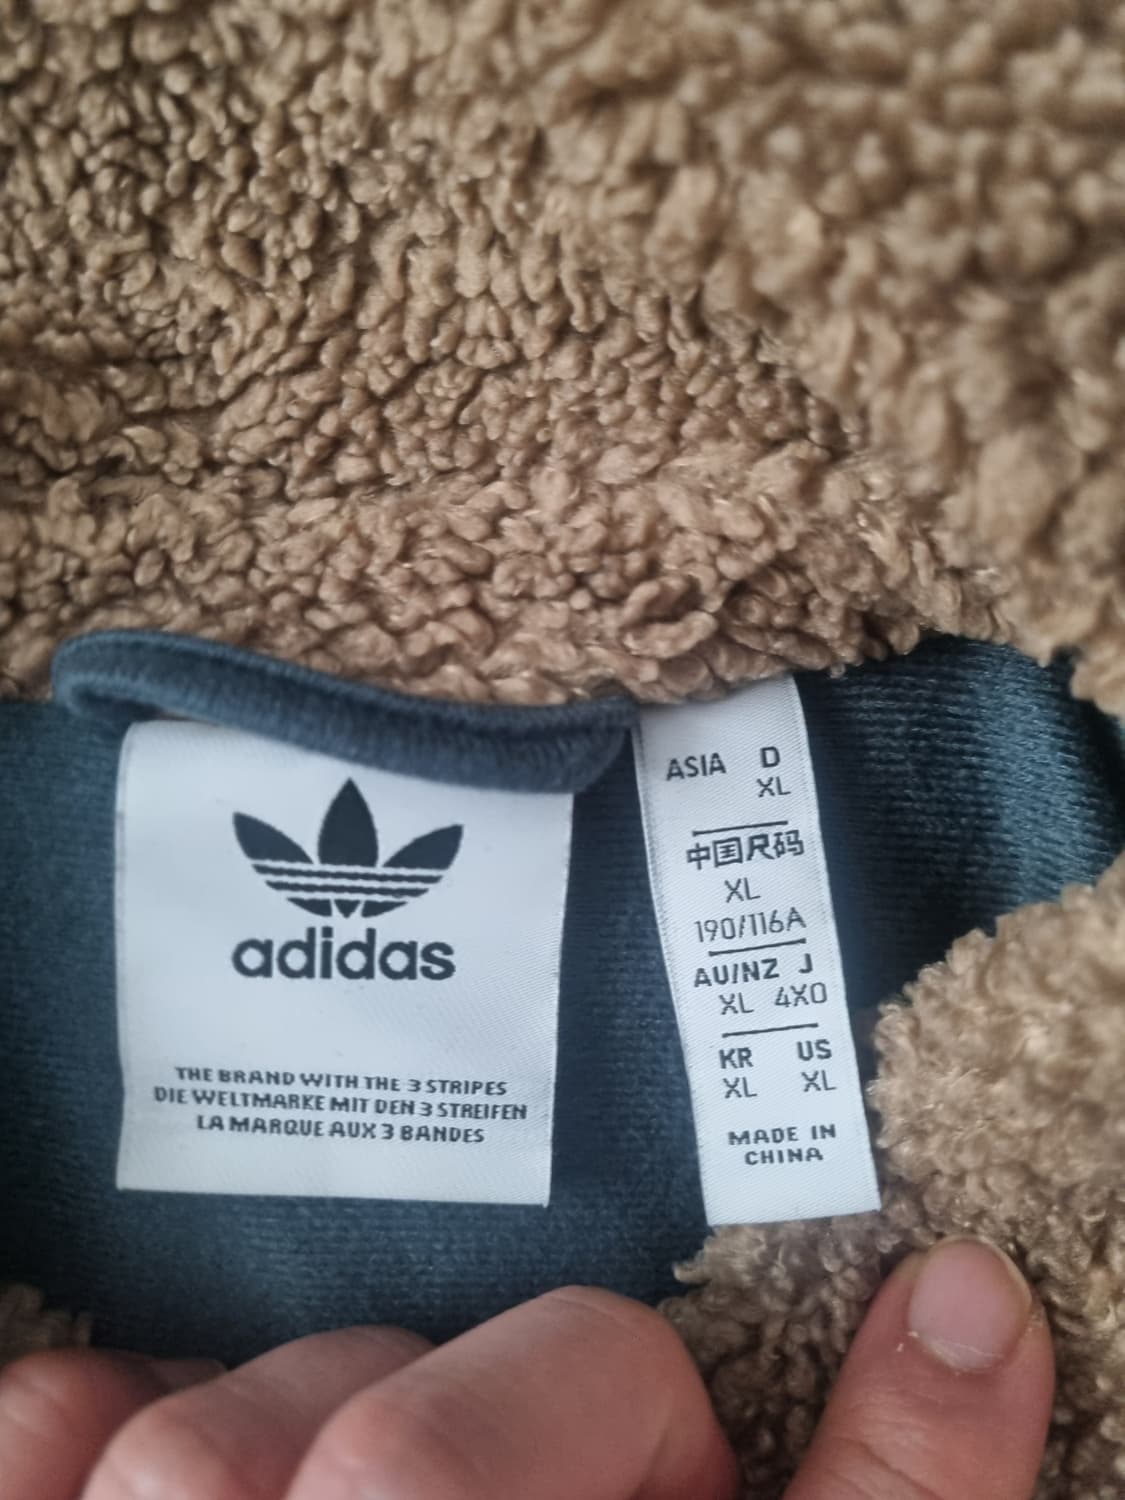 adidas
THE BRAND WITH THE 3 STRIPES
DIE WELTMARKE MIT DEN 3 STREIFEN
LA MARQUE AUX 3 BANDES
ASIA D
XL
中国尺码
XL
190/116A
AU/NZ J
XL 4XO
KR US
XL XL
MADE IN
CHINA